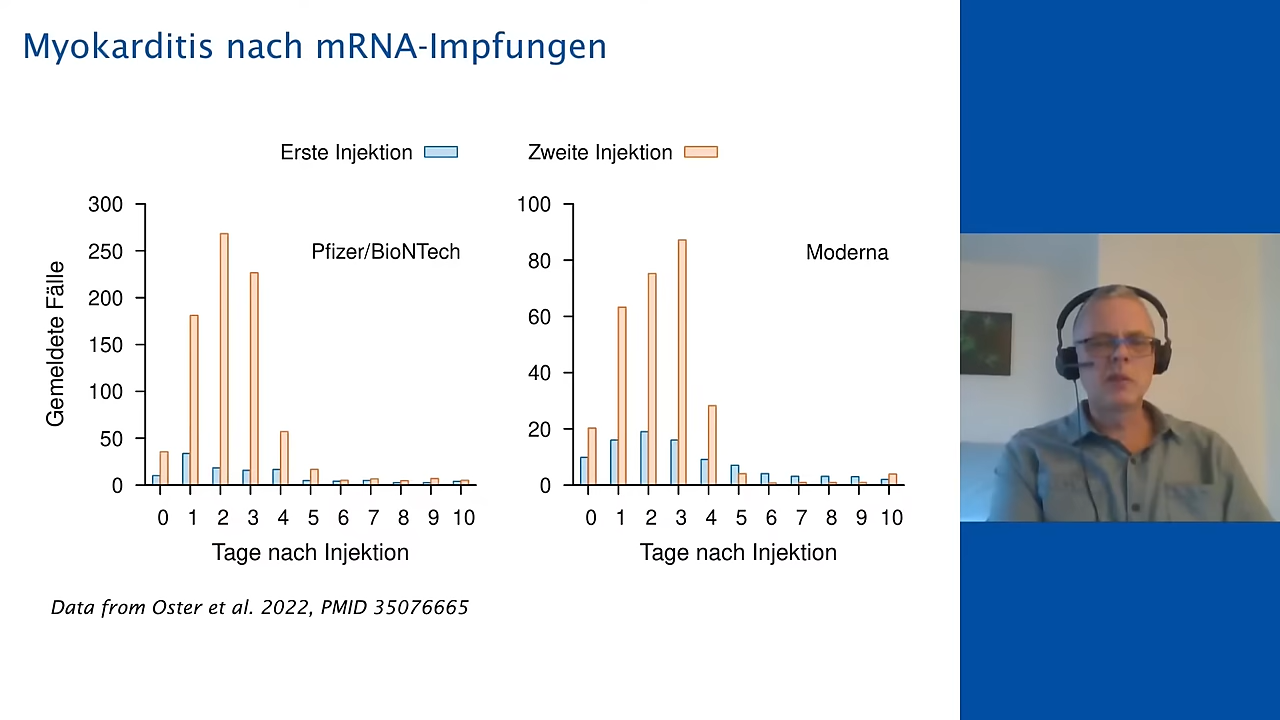 Myokarditis nach mRNA-Impfungen
Erste Injektion
Zweite Injektion
300
250
200
150
100
50
0
Gemeldete Fälle
Pfizer/BioNTech
0 1 2 3 4 5 6 7 8 9 10
Tage nach Injektion
100
80
60
40
20
0
Moderna
0 1 2 3 4 5 6 7 8 9 10
Tage nach Injektion
Data from Oster et al. 2022, PMID 35076665